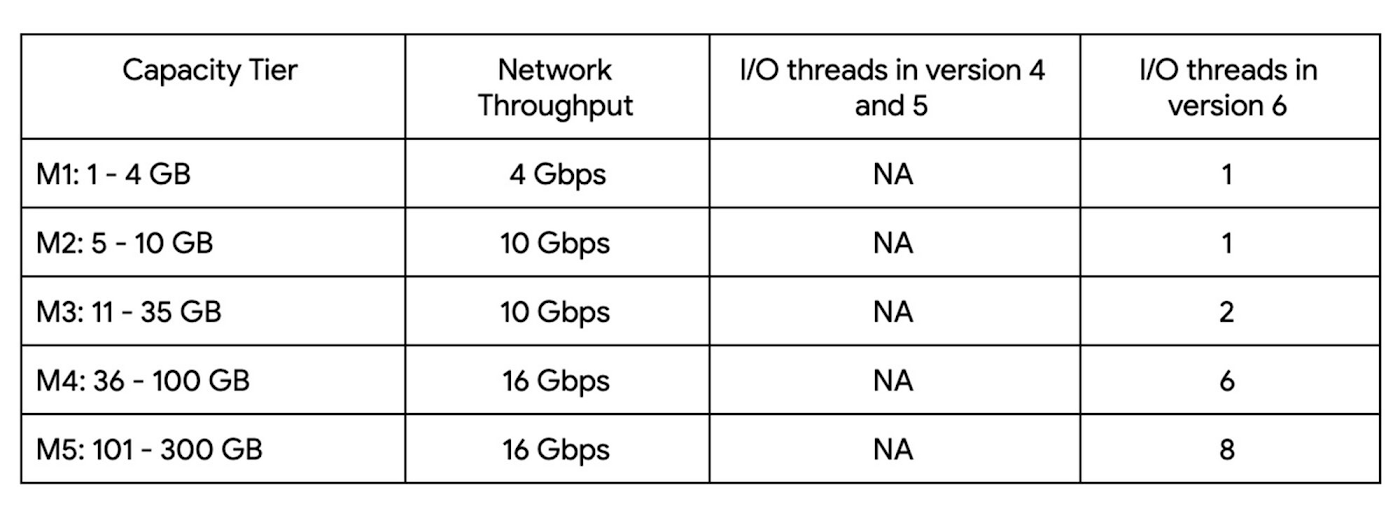 Capacity Tier
Network
Throughput
I/O threads in version 4
and 5
I/O threads in
version 6
M1: 1 - 4 GB
4 Gbps
NA
1
M2: 5 - 10 GB
10 Gbps
NA
1
M3: 11 - 35 GB
10 Gbps
NA
2
M4: 36 - 100 GB
16 Gbps
NA
6
M5: 101 - 300 GB
16 Gbps
NA
8